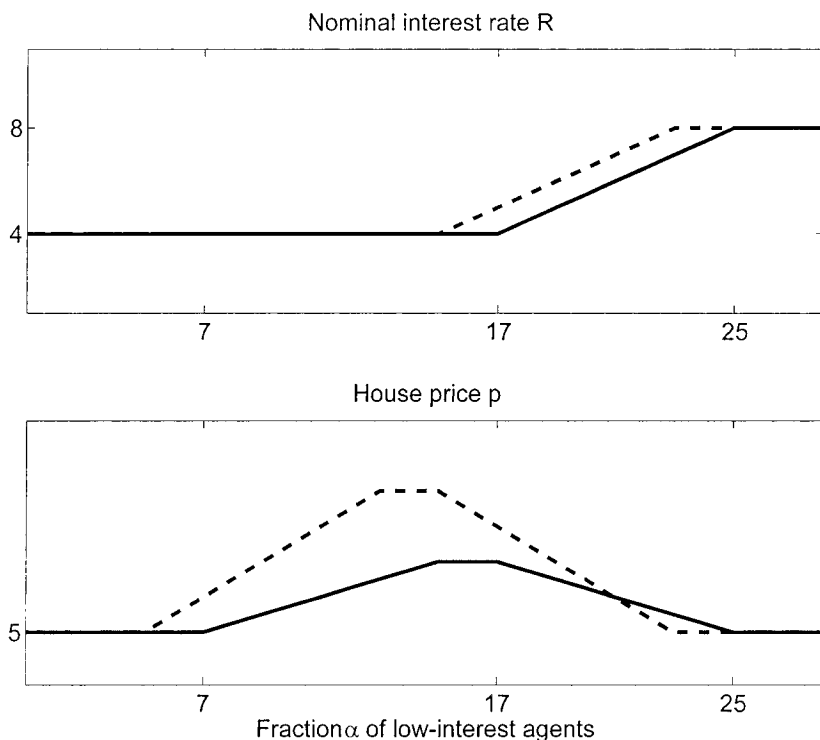 Nominal interest rate R
8
4
7 17 25
House price p
5
7 17 25
Fraction α of low-interest agents